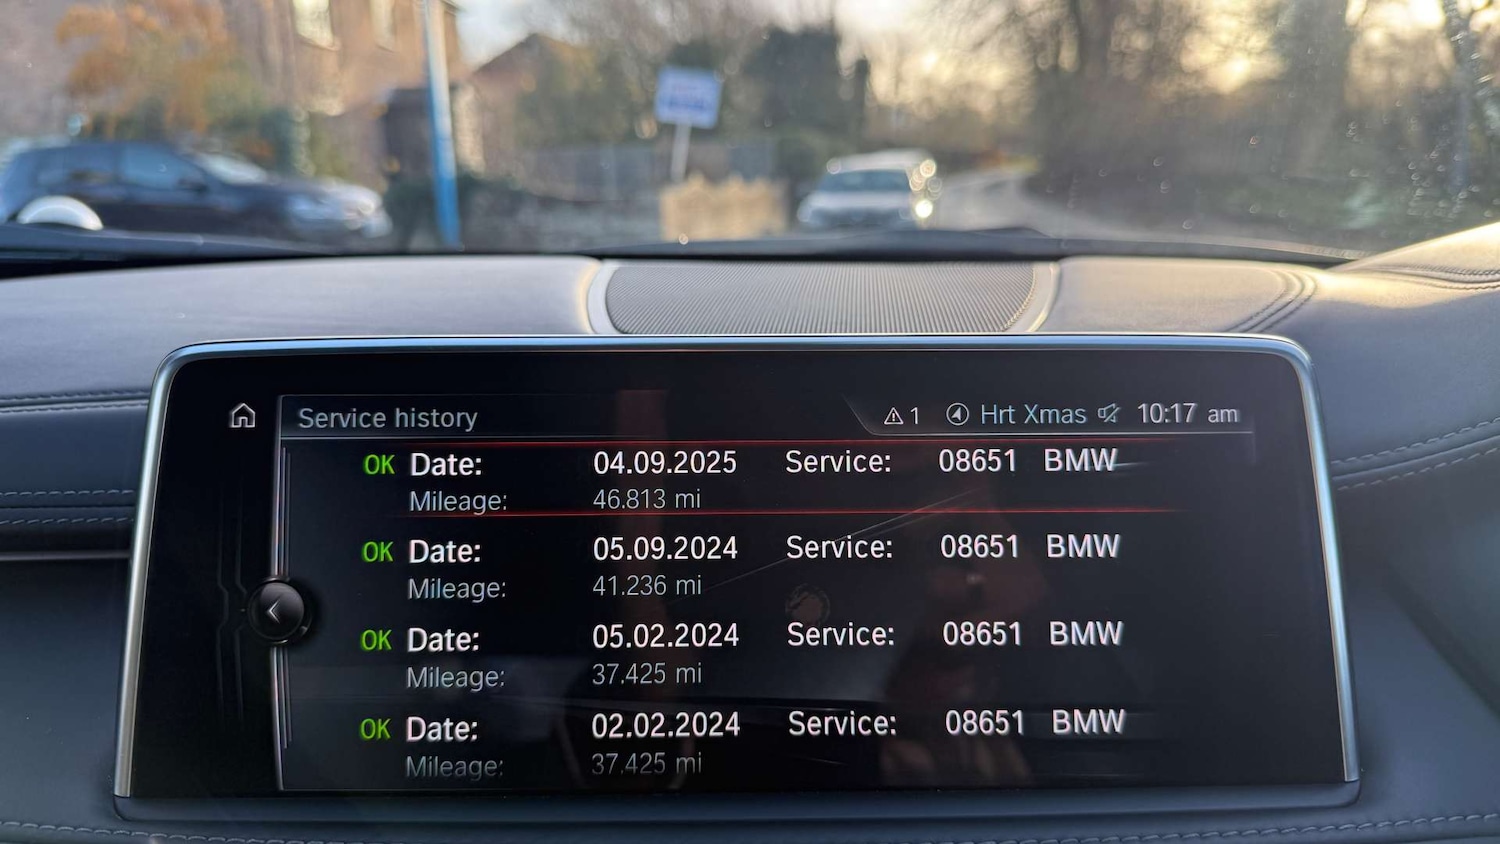 Service history 1 Hrt Xmas 10:17 am
OK Date: 04.09.2025 Service: 08651 BMW
Mileage: 46.813 mi
OK Date: 05.09.2024 Service: 08651 BMW
Mileage: 41.236 mi
OK Date: 05.02.2024 Service: 08651 BMW
Mileage: 37.425 mi
OK Date: 02.02.2024 Service: 08651 BMW
Mileage: 37.425 mi